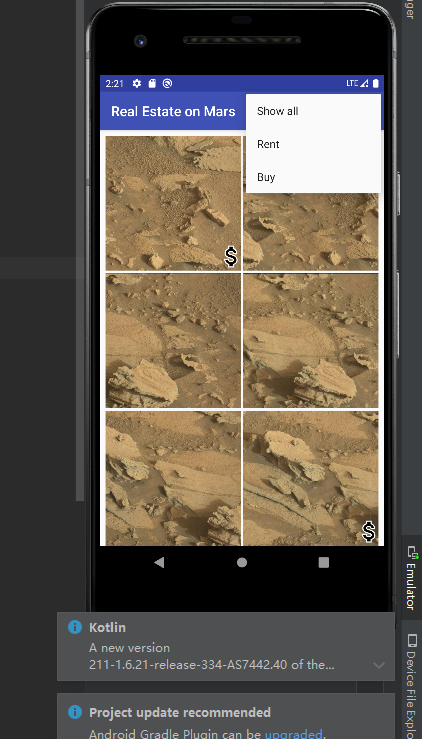 ger
2:21
LTE
Real Estate on Mars
Show all
Rent
Buy
$
$
Emulator
Device File Explo
Kotlin
A new version
211-1.6.21-release-334-AS7442.40 of the...
Project update recommended
Android Gradle Plugin can be upgraded.